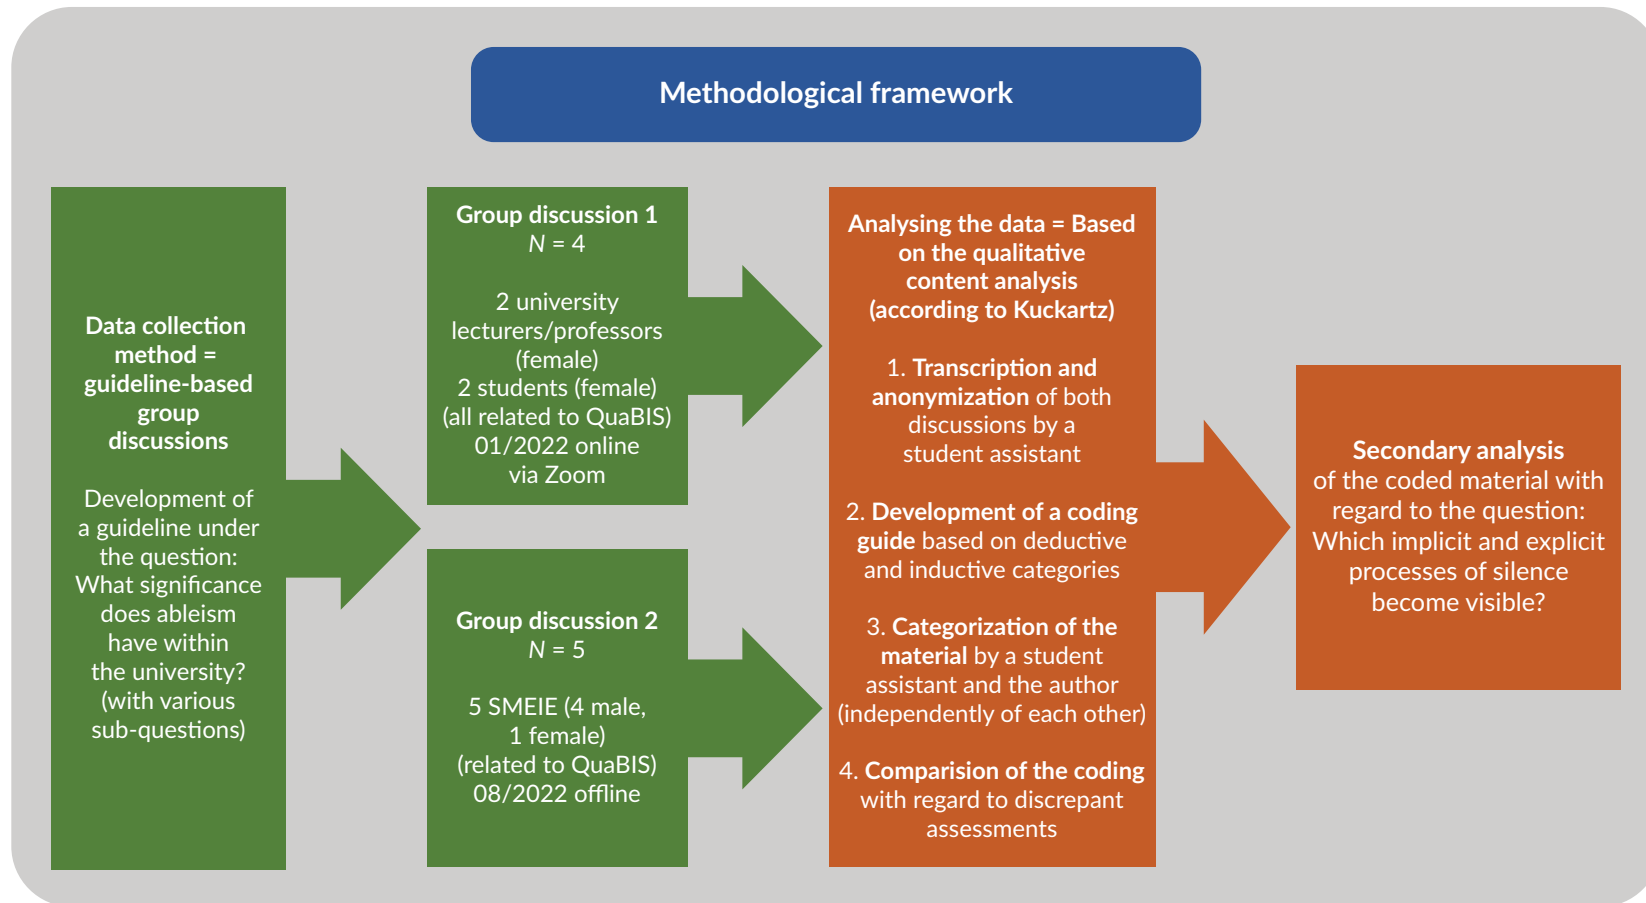 Methodological framework
Data collection
method =
guideline-based
group
discussions
Development of
a guideline under
the question:
What significance
does ableism
have within
the university?
(with various
sub-questions)
Group discussion 1
N = 4
2 university
lecturers/professors
(female)
2 students (female)
(all related to QuaBIS)
01/2022 online
via Zoom
Group discussion 2
N = 5
5 SMEIE (4 male,
1 female)
(related to QuaBIS)
08/2022 offline
Analysing the data = Based
on the qualitative
content analysis
(according to Kuckartz)
1. Transcription and
anonymization of both
discussions by a
student assistant
2. Development of a coding
guide based on deductive
and inductive categories
3. Categorization of the
material by a student
assistant and the author
(independently of each other)
4. Comparision of the coding
with regard to discrepant
assessments
Secondary analysis
of the coded material with
regard to the question:
Which implicit and explicit
processes of silence
become visible?